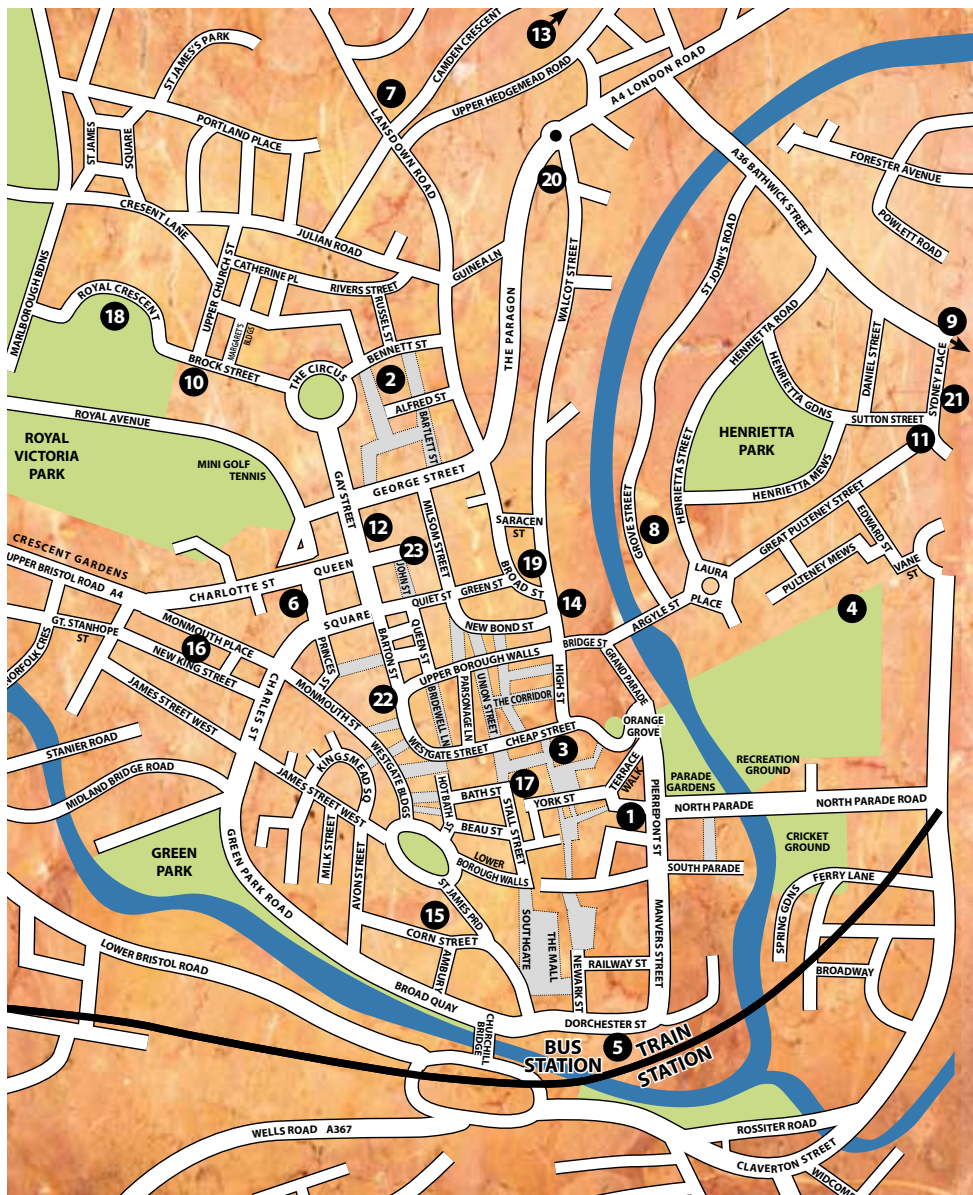 13
CAMDEN CRESCENT
ST JAMES'S PARK
7
UPPER HEDGEMEAD ROAD
A4 LONDON ROAD
LANSDOWN ROAD
PORTLAND PLACE
ST JAMES
SQUARE
20
A36 BATHWICK STREET
FORESTER AVENUE
POWLETT ROAD
CRESENT LANE
JULIAN ROAD
GUINEA LN
ST JOHN'S ROAD
CATHERINE PL
RIVERS STREET
UPPER CHURCH ST
WALCOT STREET
MARLBOROUGH BDNS
ROYAL CRESCENT
18
RUSSEL ST
MARGARET'S
BLDGS
THE PARAGON
HENRIETTA ROAD
9
BENNETT ST
BROCK STREET
10
THE CIRCUS
2
HENRIETTA GDNS
DANIEL STREET
SYDNEY PLACE
21
ALFRED ST
BARTLETT ST
ROYAL AVENUE
SUTTON STREET
11
ROYAL
VICTORIA
PARK
HENRIETTA
PARK
MINI GOLF
TENNIS
GAY STREET
GEORGE STREET
HENRIETTA STREET
HENRIETTA MEWS
MILSOM STREET
SARACEN
ST
GROVE STREET
8
GREAT PULTENEY STREET
EDWARD ST
12
23
CRESCENT GARDENS
UPPER BRISTOL ROAD A4
BROAD ST
19
LAURA
PLACE
PULTENEY MEWS
VANE
ST
QUEEN
SQUARE
JOHN ST
CHARLOTTE ST
6
QUIET ST
GREEN ST
14
ARGYLE ST
4
GT. STANHOPE
ST
MONMOUTH PLACE
NEW BOND ST
NORFOLK CRES
16
NEW KING STREET
PRINCES ST
BARTON ST
QUEEN ST
BRIDGE ST
UPPER BOROUGH WALLS
GRAND PARADE
JAMES STREET WEST
CHARLES ST
MONMOUTH ST
22
BRIDEWELL LN
PARSONAGE LN
UNION STREET
THE CORRIDOR
HIGH ST
ORANGE
GROVE
STANIER ROAD
CHEAP STREET
WESTGATE STREET
3
MIDLAND BRIDGE ROAD
KINGSMEAD SQ
WESTGATE BLDGS
TERRACE
WALK
RECREATION
GROUND
PARADE
GARDENS
JAMES STREET WEST
HOT BATH ST
BATH ST
17
YORK ST
1
PIERREPONT ST
NORTH PARADE
NORTH PARADE ROAD
BEAU ST
STALL STREET
CRICKET
GROUND
GREEN
PARK
MILK STREET
AVON STREET
LOWER
BOROUGH WALLS
SOUTH PARADE
FERRY LANE
GREEN PARK ROAD
ST JAMES PRD
15
CORN STREET
SOUTHGATE
THE MALL
MANVERS STREET
SPRING GDNS
LOWER BRISTOL ROAD
AMBURY
NEWARK ST
RAILWAY ST
BROADWAY
BROAD QUAY
CHURCHILL
BRIDGE
DORCHESTER ST
BUS
STATION
5
TRAIN
STATION
WELLS ROAD A367
ROSSITER ROAD
CLAVERTON STREET
WIDCOM